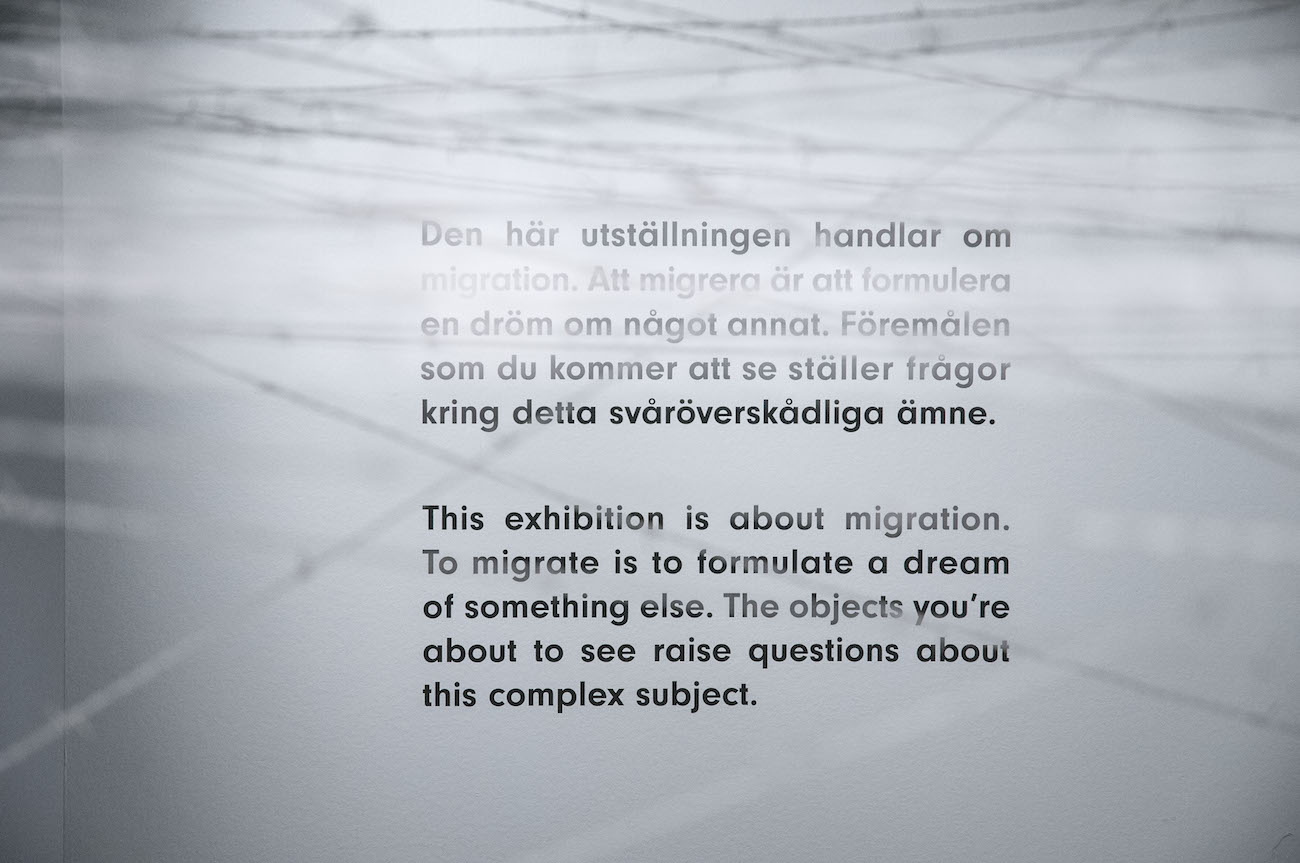 Den här utställningen handlar om
migration. Att migrera är att formulera
en dröm om något annat. Föremålen
som du kommer att se ställer frågor
kring detta svåröverskådliga ämne.
This exhibition is about migration.
To migrate is to formulate a dream
of something else. The objects you’re
about to see raise questions about
this complex subject.